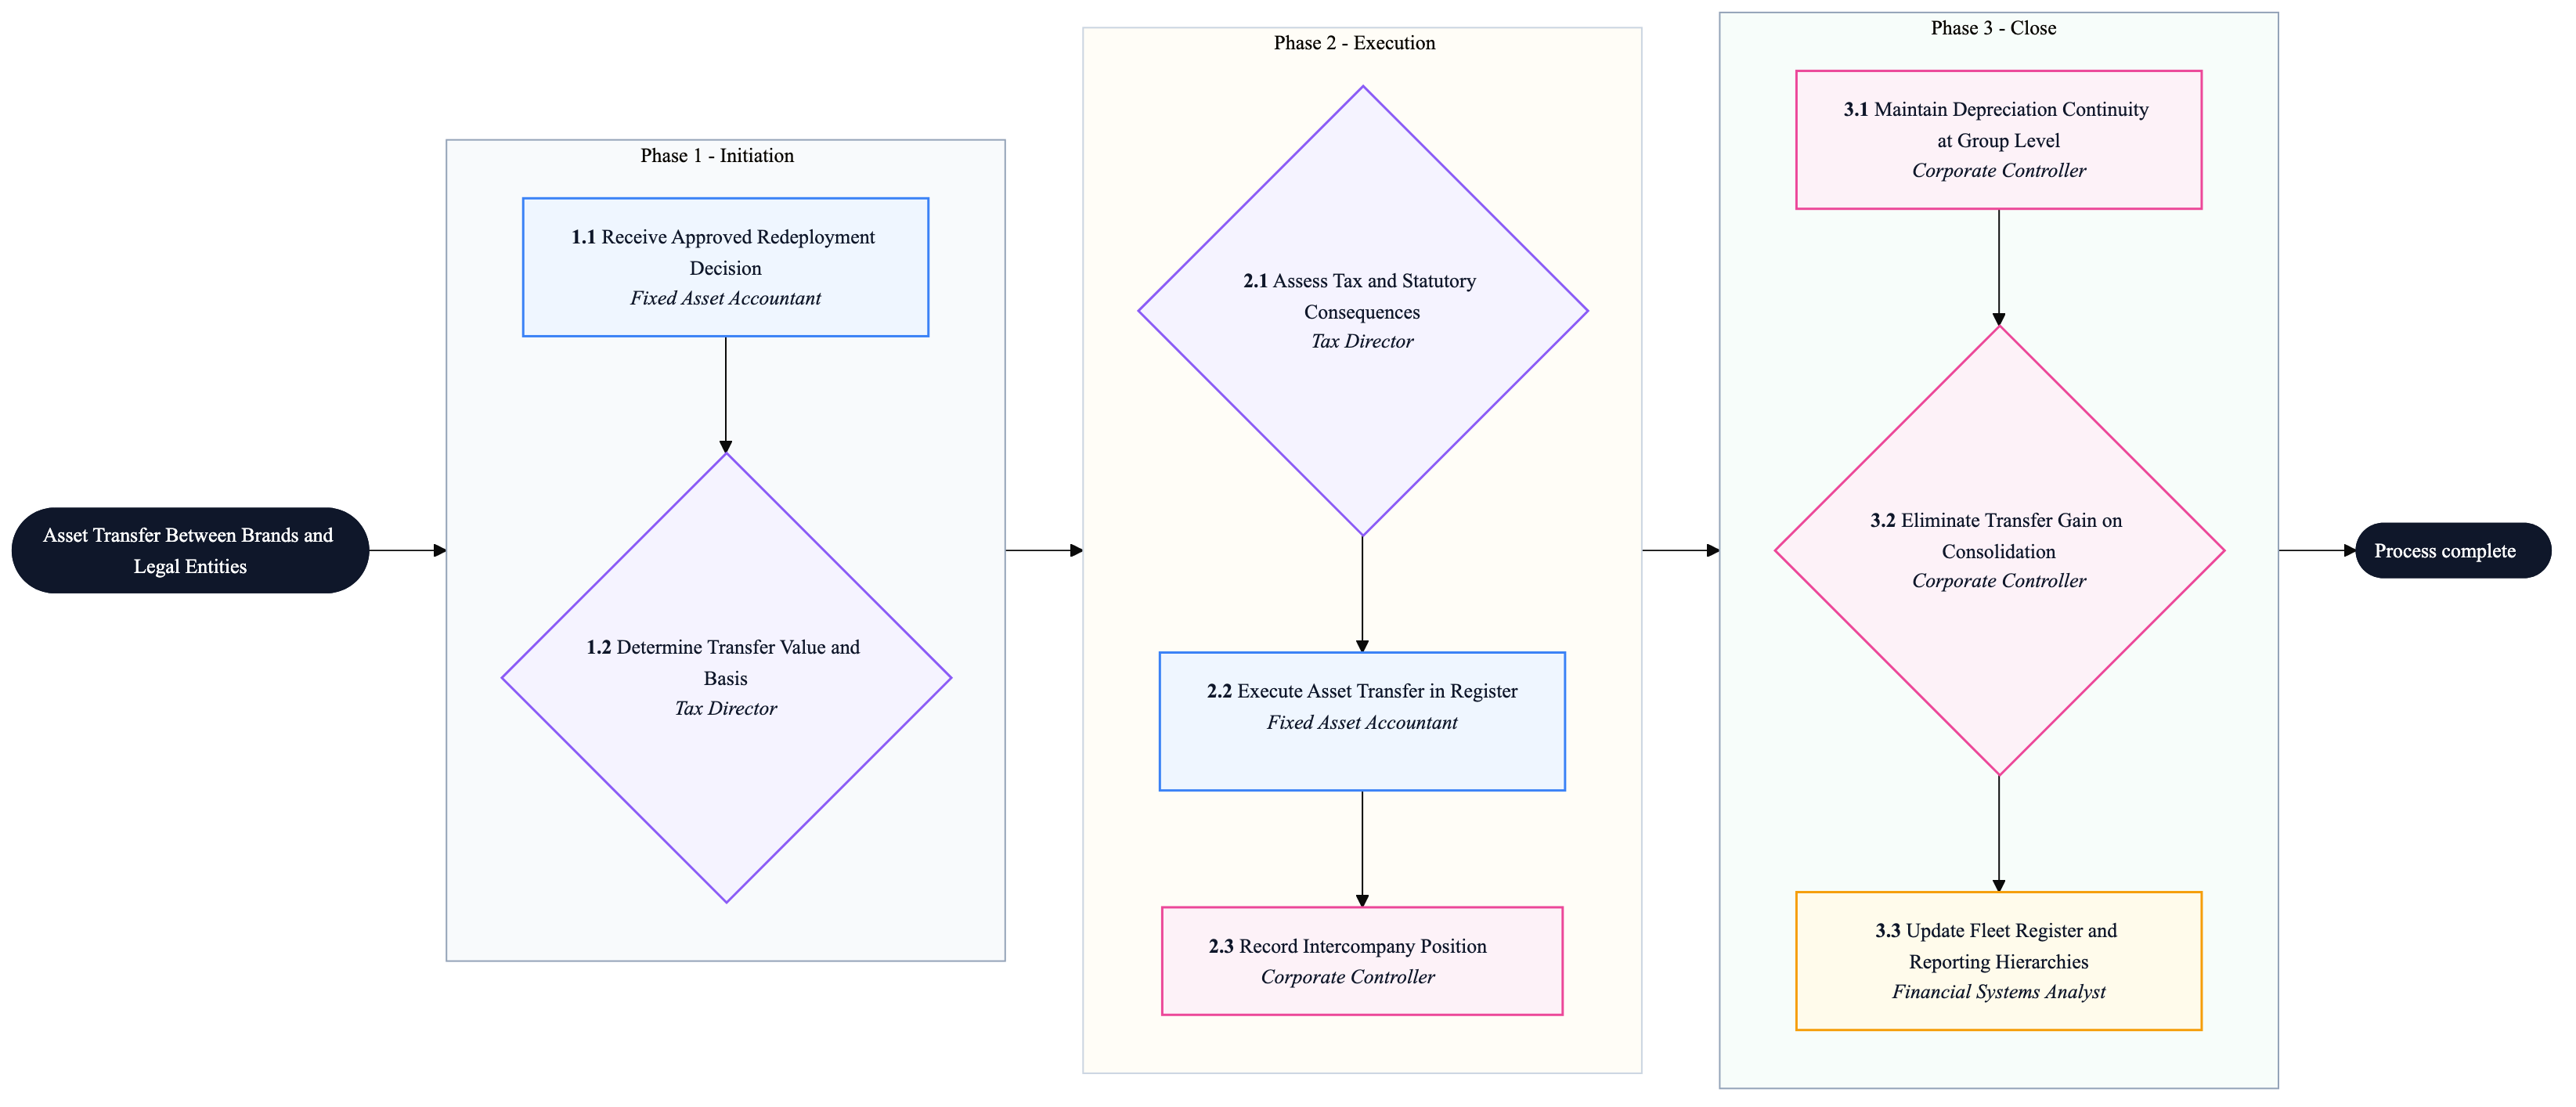 Asset Transfer Between Brands and
Legal Entities
Phase 1 - Initiation
1.1 Receive Approved Redeployment
Decision
Fixed Asset Accountant
1.2 Determine Transfer Value and
Basis
Tax Director
Phase 2 - Execution
2.1 Assess Tax and Statutory
Consequences
Tax Director
2.2 Execute Asset Transfer in Register
Fixed Asset Accountant
2.3 Record Intercompany Position
Corporate Controller
Phase 3 - Close
3.1 Maintain Depreciation Continuity
at Group Level
Corporate Controller
3.2 Eliminate Transfer Gain on
Consolidation
Corporate Controller
3.3 Update Fleet Register and
Reporting Hierarchies
Financial Systems Analyst
Process complete